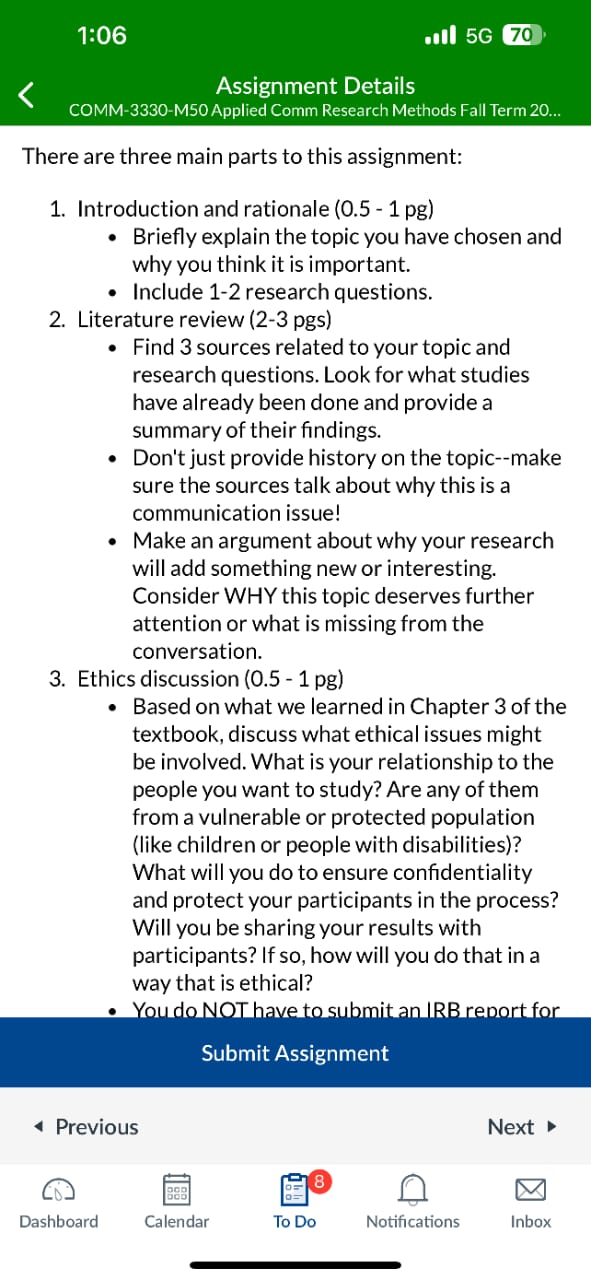 1:06
5G 70
Assignment Details
COMM-3330-M50 Applied Comm Research Methods Fall Term 20...
There are three main parts to this assignment:
1. Introduction and rationale (0.5 - 1 pg)
• Briefly explain the topic you have chosen and
why you think it is important.
• Include 1-2 research questions.
2. Literature review (2-3 pgs)
• Find 3 sources related to your topic and
research questions. Look for what studies
have already been done and provide a
summary of their findings.
• Don't just provide history on the topic--make
sure the sources talk about why this is a
communication issue!
• Make an argument about why your research
will add something new or interesting.
Consider WHY this topic deserves further
attention or what is missing from the
conversation.
3. Ethics discussion (0.5 - 1 pg)
• Based on what we learned in Chapter 3 of the
textbook, discuss what ethical issues might
be involved. What is your relationship to the
people you want to study? Are any of them
from a vulnerable or protected population
(like children or people with disabilities)?
What will you do to ensure confidentiality
and protect your participants in the process?
Will you be sharing your results with
participants? If so, how will you do that in a
way that is ethical?
• You do NOT have to submit an IRB report for
Submit Assignment
Previous Next
8
Dashboard Calendar To Do Notifications Inbox